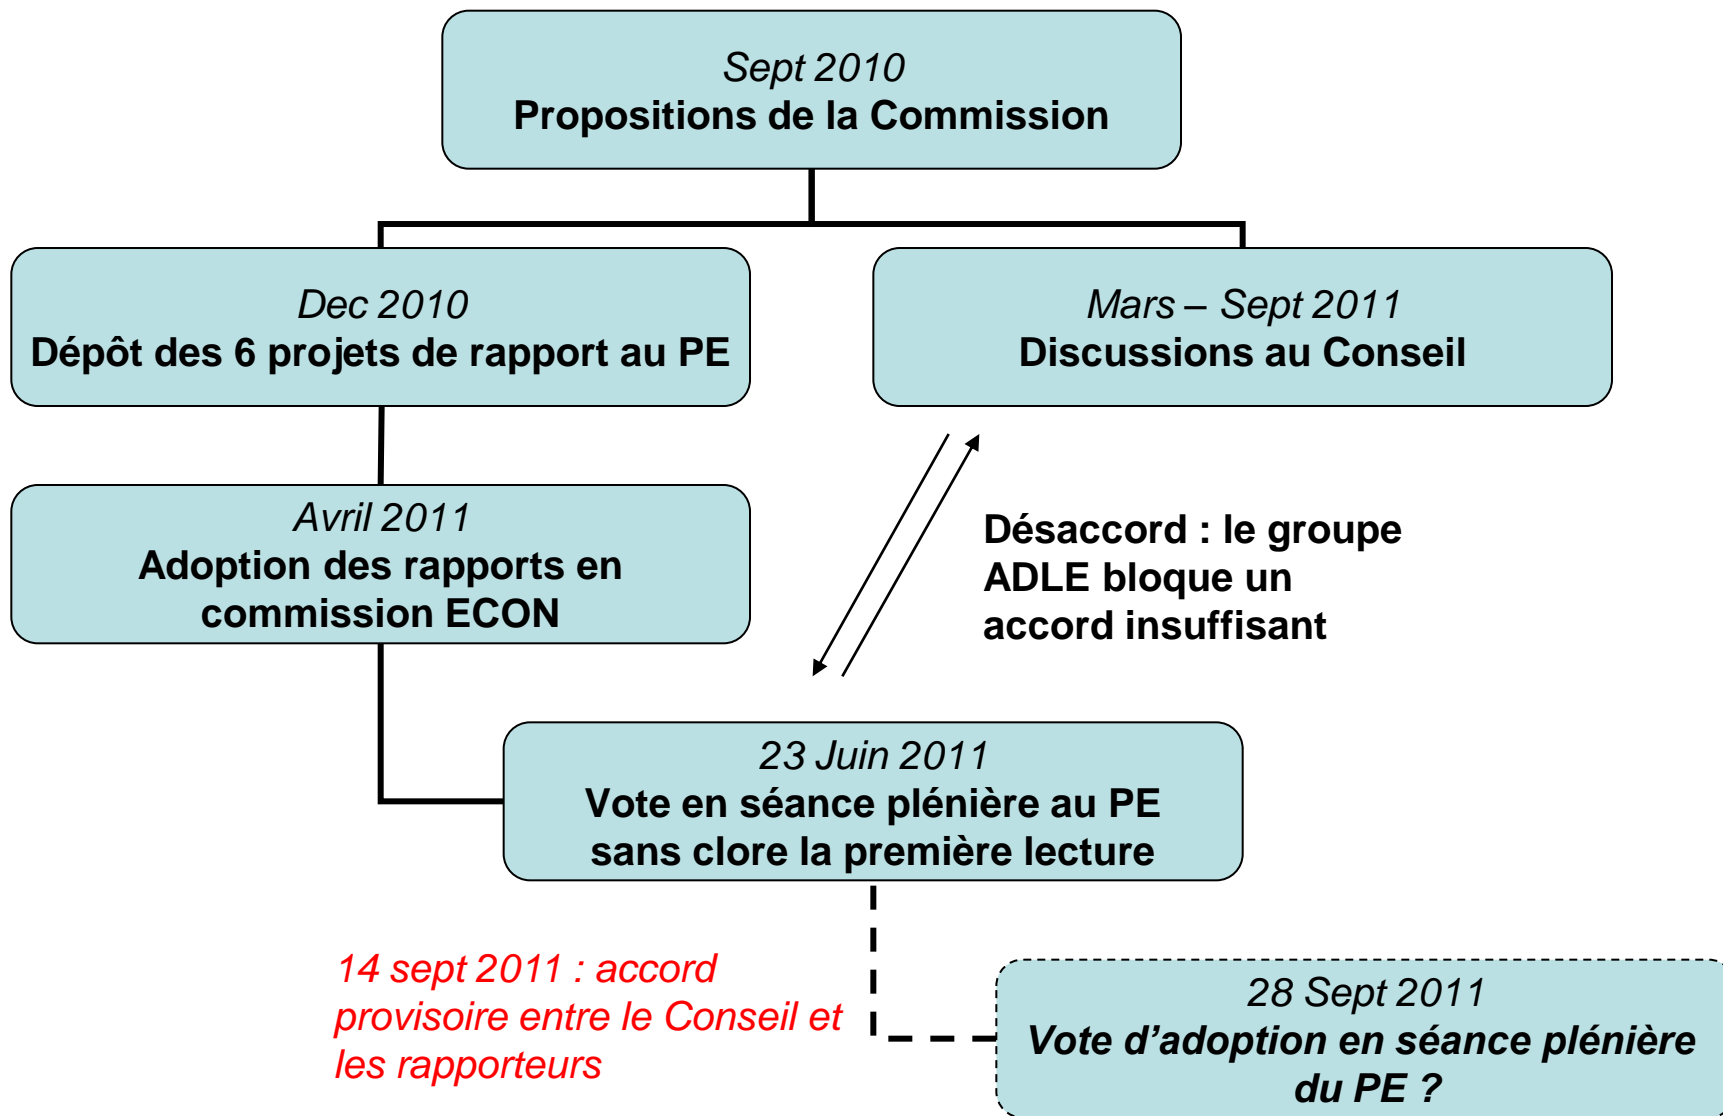 Sept 2010
Propositions de la Commission
Dec 2010
Dépôt des 6 projets de rapport au PE
Mars – Sept 2011
Discussions au Conseil
Avril 2011
Adoption des rapports en
commission ECON
Désaccord : le groupe
ADLE bloque un
accord insuffisant
23 Juin 2011
Vote en séance plénière au PE
sans clore la première lecture
14 sept 2011 : accord
provisoire entre le Conseil et
les rapporteurs
28 Sept 2011
Vote d’adoption en séance plénière
du PE ?